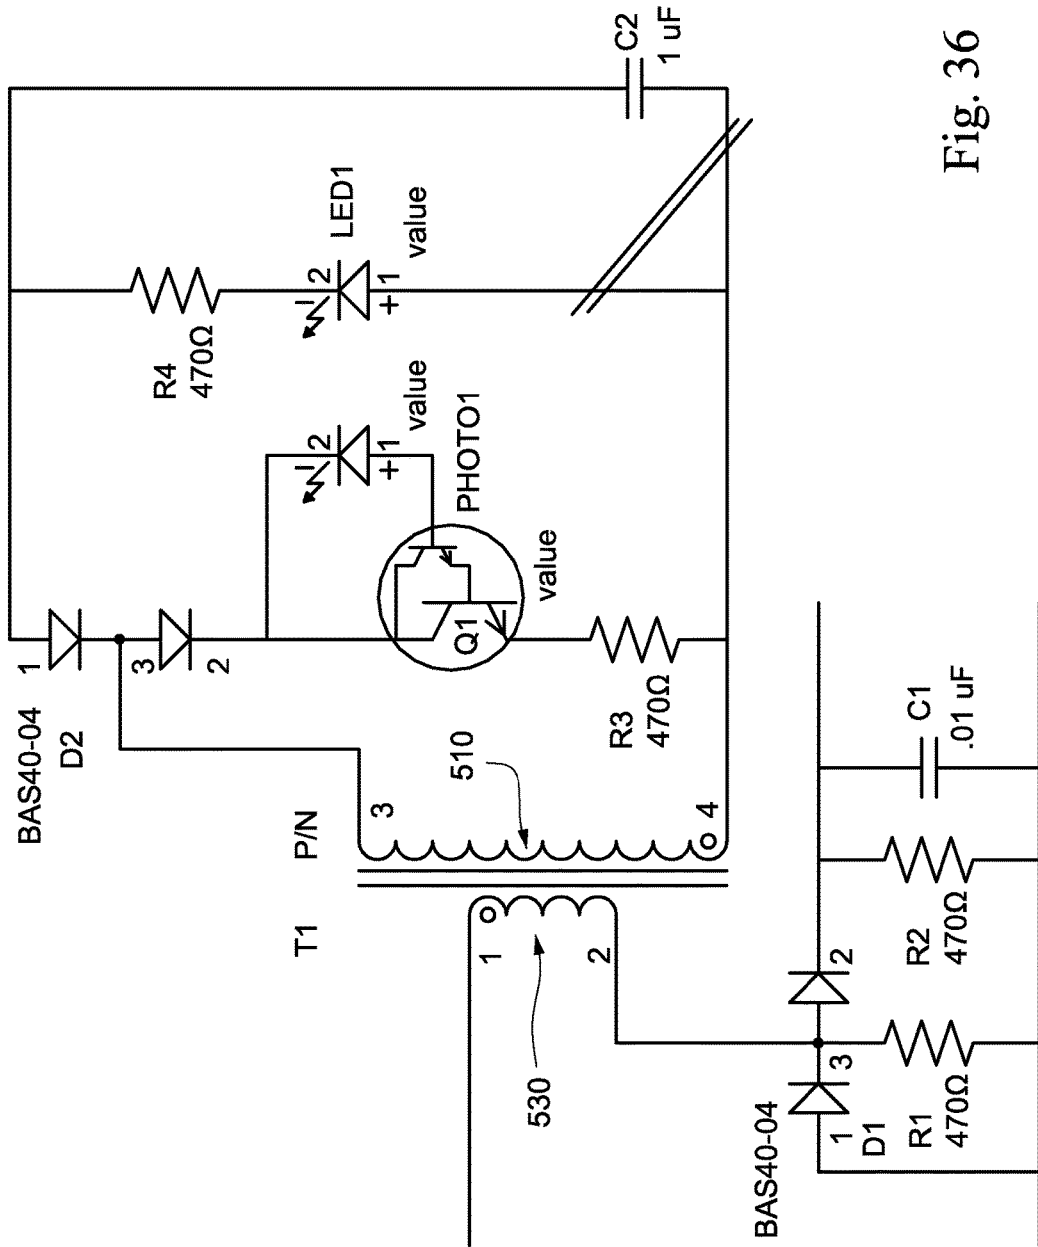 BAS40-04
D2
1
3
2
P/N
T1
3
4
1
2
510
530
R4
470Ω
LED1
2
+1
value
2
+1
value
PHOTO1
Q1
value
R3
470Ω
C2
1 uF
BAS40-04
D1
1
3
2
R1
470Ω
R2
470Ω
C1
.01 uF
Fig. 36